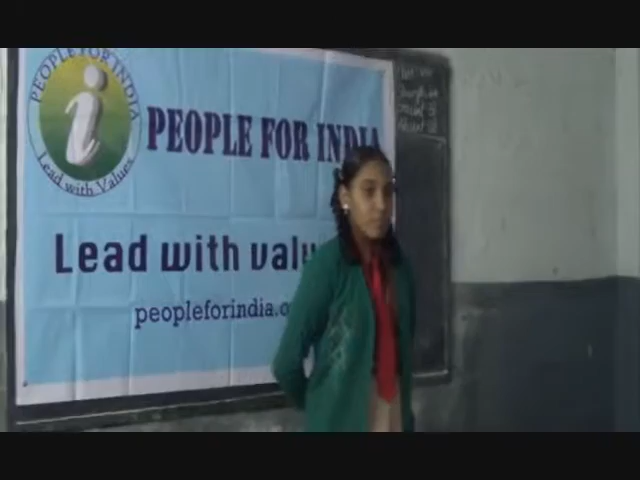 PEOPLE FOR INDIA
Lead with Values
PEOPLE FOR INDIA
Lead with valu
peopleforindia.o